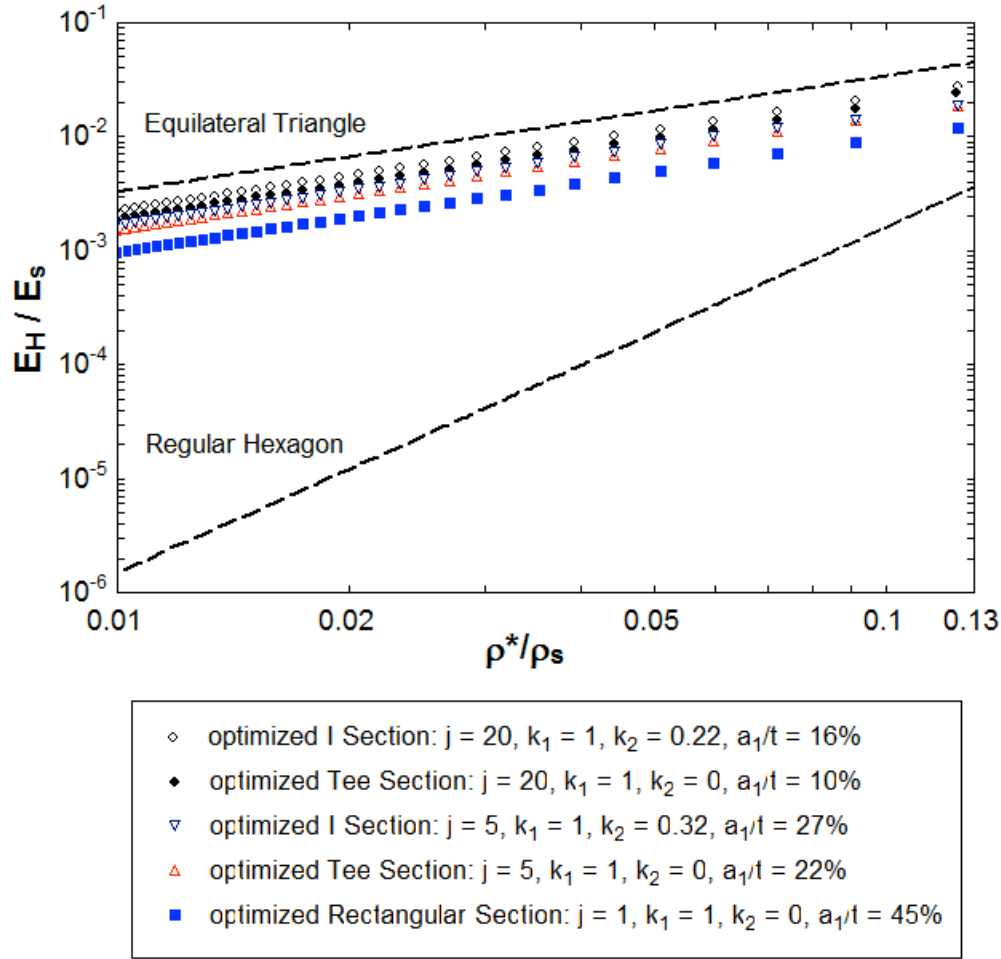 10⁻¹
10⁻²
10⁻³
10⁻⁴
10⁻⁵
10⁻⁶
E_H / E_s
Equilateral Triangle
Regular Hexagon
0.01 0.02 0.05 0.1 0.13
ρ*/ρs
optimized I Section: j = 20, k₁ = 1, k₂ = 0.22, a₁/t = 16%
optimized Tee Section: j = 20, k₁ = 1, k₂ = 0, a₁/t = 10%
optimized I Section: j = 5, k₁ = 1, k₂ = 0.32, a₁/t = 27%
optimized Tee Section: j = 5, k₁ = 1, k₂ = 0, a₁/t = 22%
optimized Rectangular Section: j = 1, k₁ = 1, k₂ = 0, a₁/t = 45%